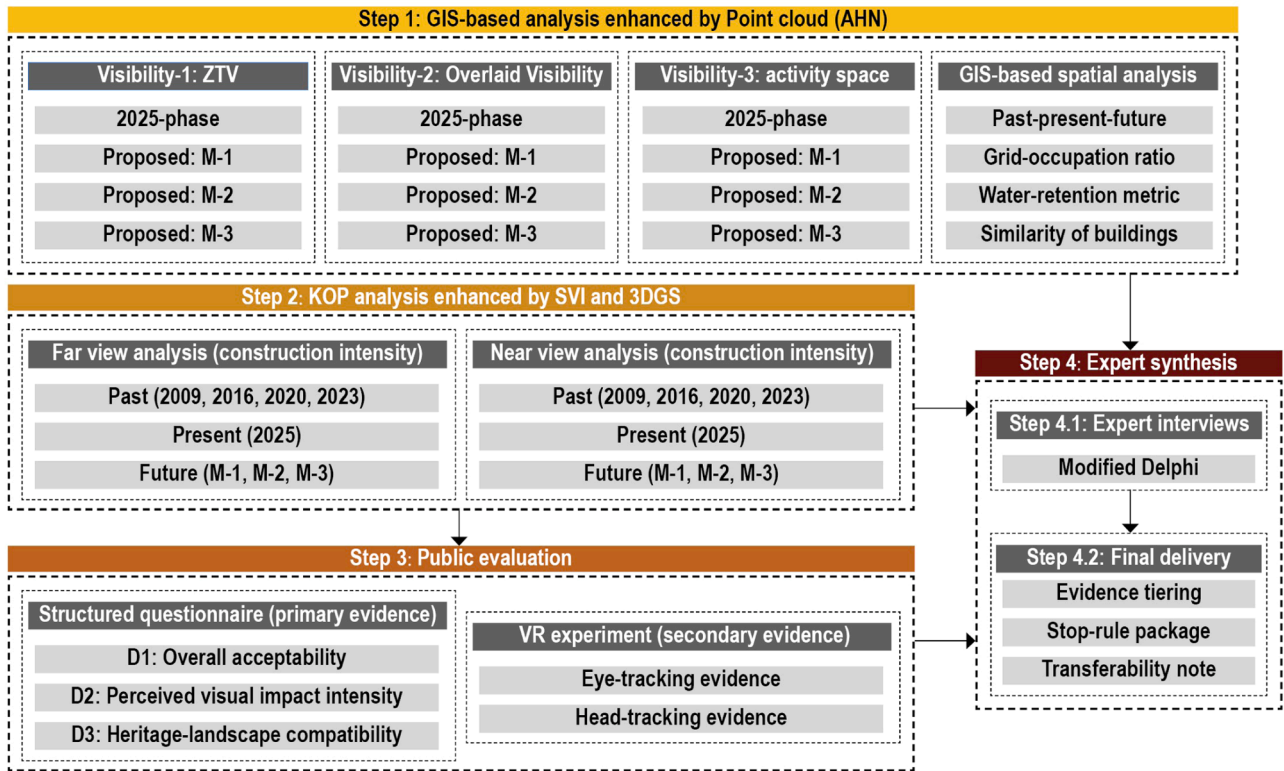 Step 1: GIS-based analysis enhanced by Point cloud (AHN)
Visibility-1: ZTV
2025-phase
Proposed: M-1
Proposed: M-2
Proposed: M-3
Visibility-2: Overlaid Visibility
2025-phase
Proposed: M-1
Proposed: M-2
Proposed: M-3
Visibility-3: activity space
2025-phase
Proposed: M-1
Proposed: M-2
Proposed: M-3
GIS-based spatial analysis
Past-present-future
Grid-occupation ratio
Water-retention metric
Similarity of buildings
Step 2: KOP analysis enhanced by SVI and 3DGS
Far view analysis (construction intensity)
Past (2009, 2016, 2020, 2023)
Present (2025)
Future (M-1, M-2, M-3)
Near view analysis (construction intensity)
Past (2009, 2016, 2020, 2023)
Present (2025)
Future (M-1, M-2, M-3)
Step 3: Public evaluation
Structured questionnaire (primary evidence)
D1: Overall acceptability
D2: Perceived visual impact intensity
D3: Heritage-landscape compatibility
VR experiment (secondary evidence)
Eye-tracking evidence
Head-tracking evidence
Step 4: Expert synthesis
Step 4.1: Expert interviews
Modified Delphi
Step 4.2: Final delivery
Evidence tiering
Stop-rule package
Transferability note